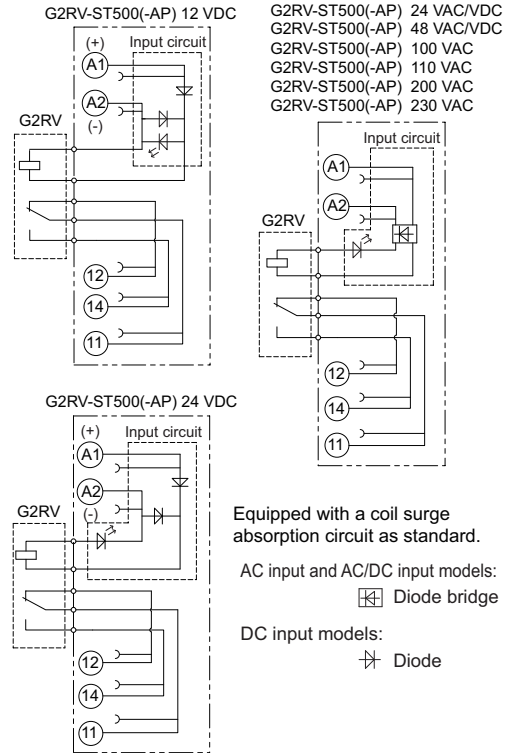 G2RV-ST500(-AP) 12 VDC
(+)
Input circuit
A1
A2
(-)
G2RV
12
14
11
G2RV-ST500(-AP) 24 VAC/VDC
G2RV-ST500(-AP) 48 VAC/VDC
G2RV-ST500(-AP) 100 VAC
G2RV-ST500(-AP) 110 VAC
G2RV-ST500(-AP) 200 VAC
G2RV-ST500(-AP) 230 VAC
Input circuit
A1
A2
G2RV
12
14
11
G2RV-ST500(-AP) 24 VDC
(+)
Input circuit
A1
A2
(-)
G2RV
12
14
11
Equipped with a coil surge
absorption circuit as standard.
AC input and AC/DC input models:
Diode bridge
DC input models:
Diode